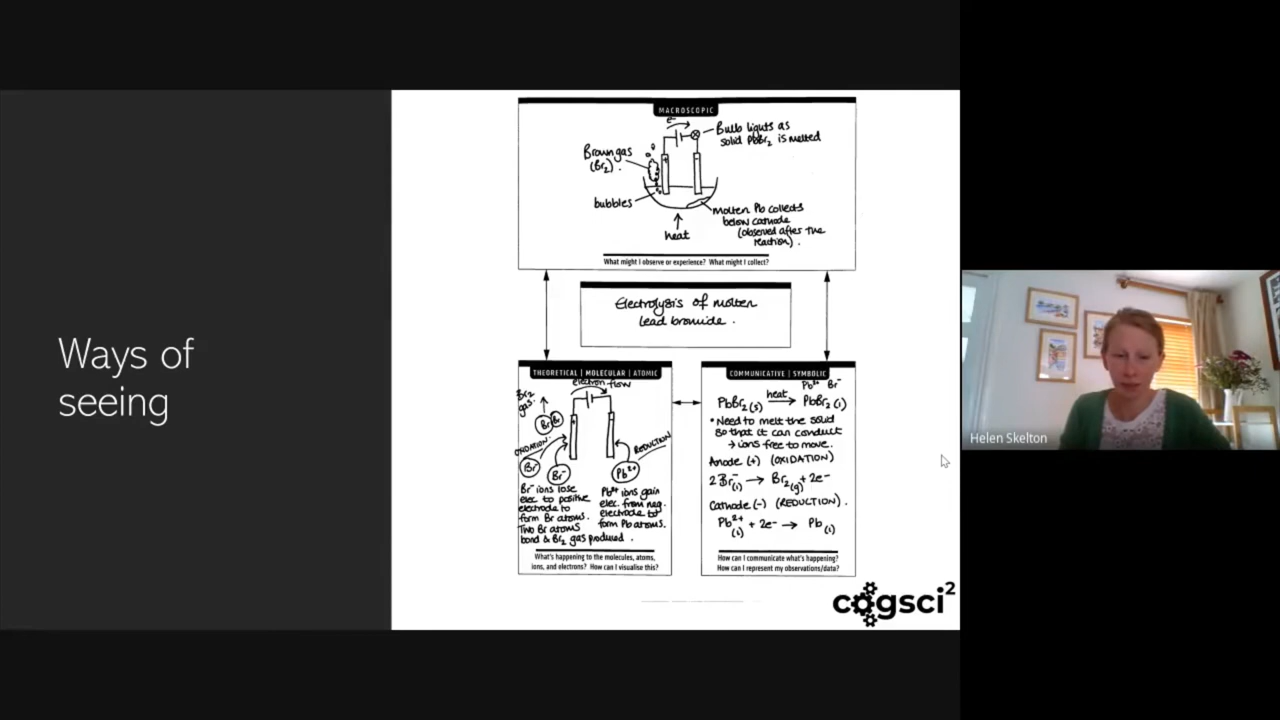 Ways of
seeing
MACROSCOPIC
e⁻
Bulb lights as
solid PbBr₂ is melted
Brown gas
(Br₂).
bubbles
Molten Pb collects
below cathode
(observed after the
reaction).
heat
What might I observe or experience? What might I collect?
Electrolysis of molten
lead bromide.
THEORETICAL | MOLECULAR | ATOMIC
electron flow
Br₂
gas.
Br Br
OXIDATION.
REDUCTION
Br⁻
Br⁻
Pb²⁺
Br⁻ ions lose
elec to positive
electrode to
form Br atoms.
Two Br atoms
bond & Br₂ gas produced.
Pb²⁺ ions gain
elec. from neg.
electrode to
form Pb atoms.
What's happening to the molecules, atoms,
ions, and electrons? How can I visualise this?
COMMUNICATIVE | SYMBOLIC
Pb²⁺ Br⁻
PbBr₂(s) heat → PbBr₂(l)
• Need to melt the solid
so that it can conduct
→ ions free to move.
Anode (+) (OXIDATION)
2Br⁻(l) → Br₂(g) + 2e⁻
Cathode (-) (REDUCTION).
Pb²⁺(l) + 2e⁻ → Pb(l)
How can I communicate what's happening?
How can I represent my observations/data?
cogsci²
Helen Skelton